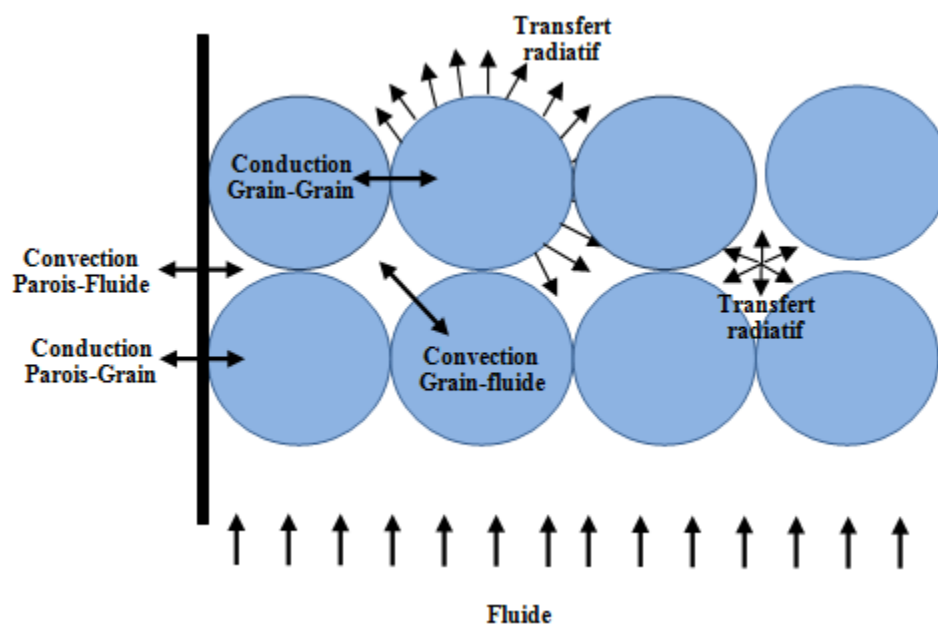 Transfert
radiatif
Conduction
Grain-Grain
Convection
Parois-Fluide
Transfert
radiatif
Conduction
Parois-Grain
Convection
Grain-fluide
Fluide